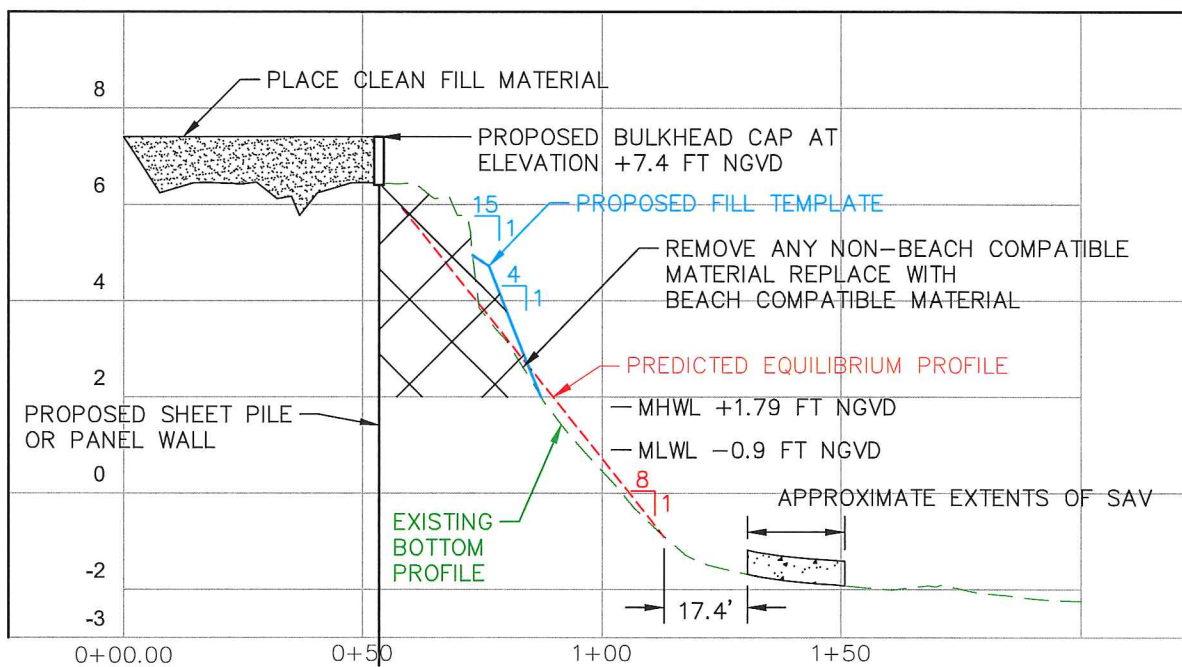 8
PLACE CLEAN FILL MATERIAL
PROPOSED BULKHEAD CAP AT
ELEVATION +7.4 FT NGVD
6
15
1
PROPOSED FILL TEMPLATE
REMOVE ANY NON-BEACH COMPATIBLE
MATERIAL REPLACE WITH
BEACH COMPATIBLE MATERIAL
4
4
1
PREDICTED EQUILIBRIUM PROFILE
2
MHWL +1.79 FT NGVD
PROPOSED SHEET PILE
OR PANEL WALL
MLWL -0.9 FT NGVD
0
8
1
APPROXIMATE EXTENTS OF SAV
EXISTING
BOTTOM
PROFILE
-2
17.4'
-3
0+00.00
0+50
1+00
1+50